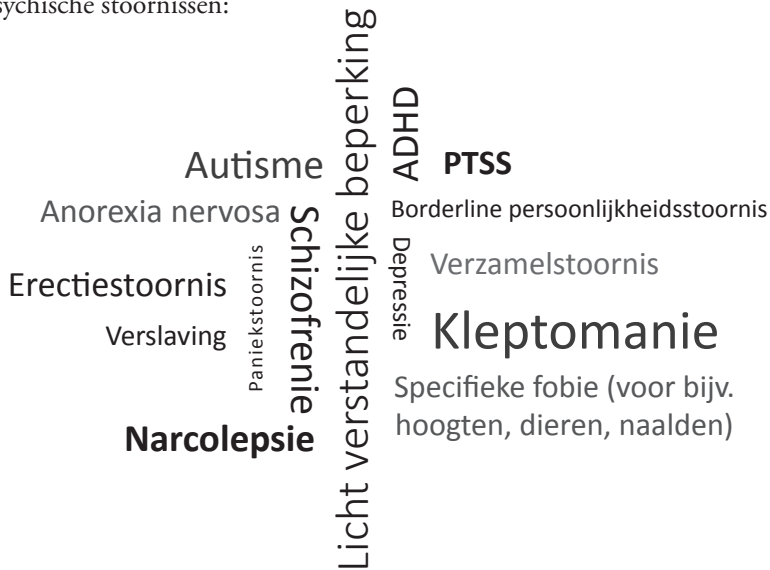 sychische stoornissen:
Licht verstandelijke beperking
ADHD
Autisme
PTSS
Anorexia nervosa
Schizofrenie
Borderline persoonlijkheidsstoornis
Paniekstoornis
Depressie
Verzamelstoornis
Erectiestoornis
Verslaving
Kleptomanie
Specifieke fobie (voor bijv.
hoogten, dieren, naalden)
Narcolepsie